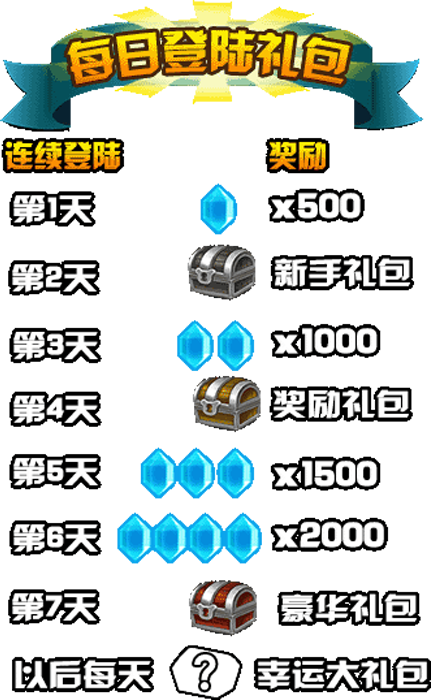 每日登陆礼包
连续登陆 奖励
第1天 x500
第2天 新手礼包
第3天 x1000
第4天 奖励礼包
第5天 x1500
第6天 x2000
第7天 豪华礼包
以后每天 ? 幸运大礼包